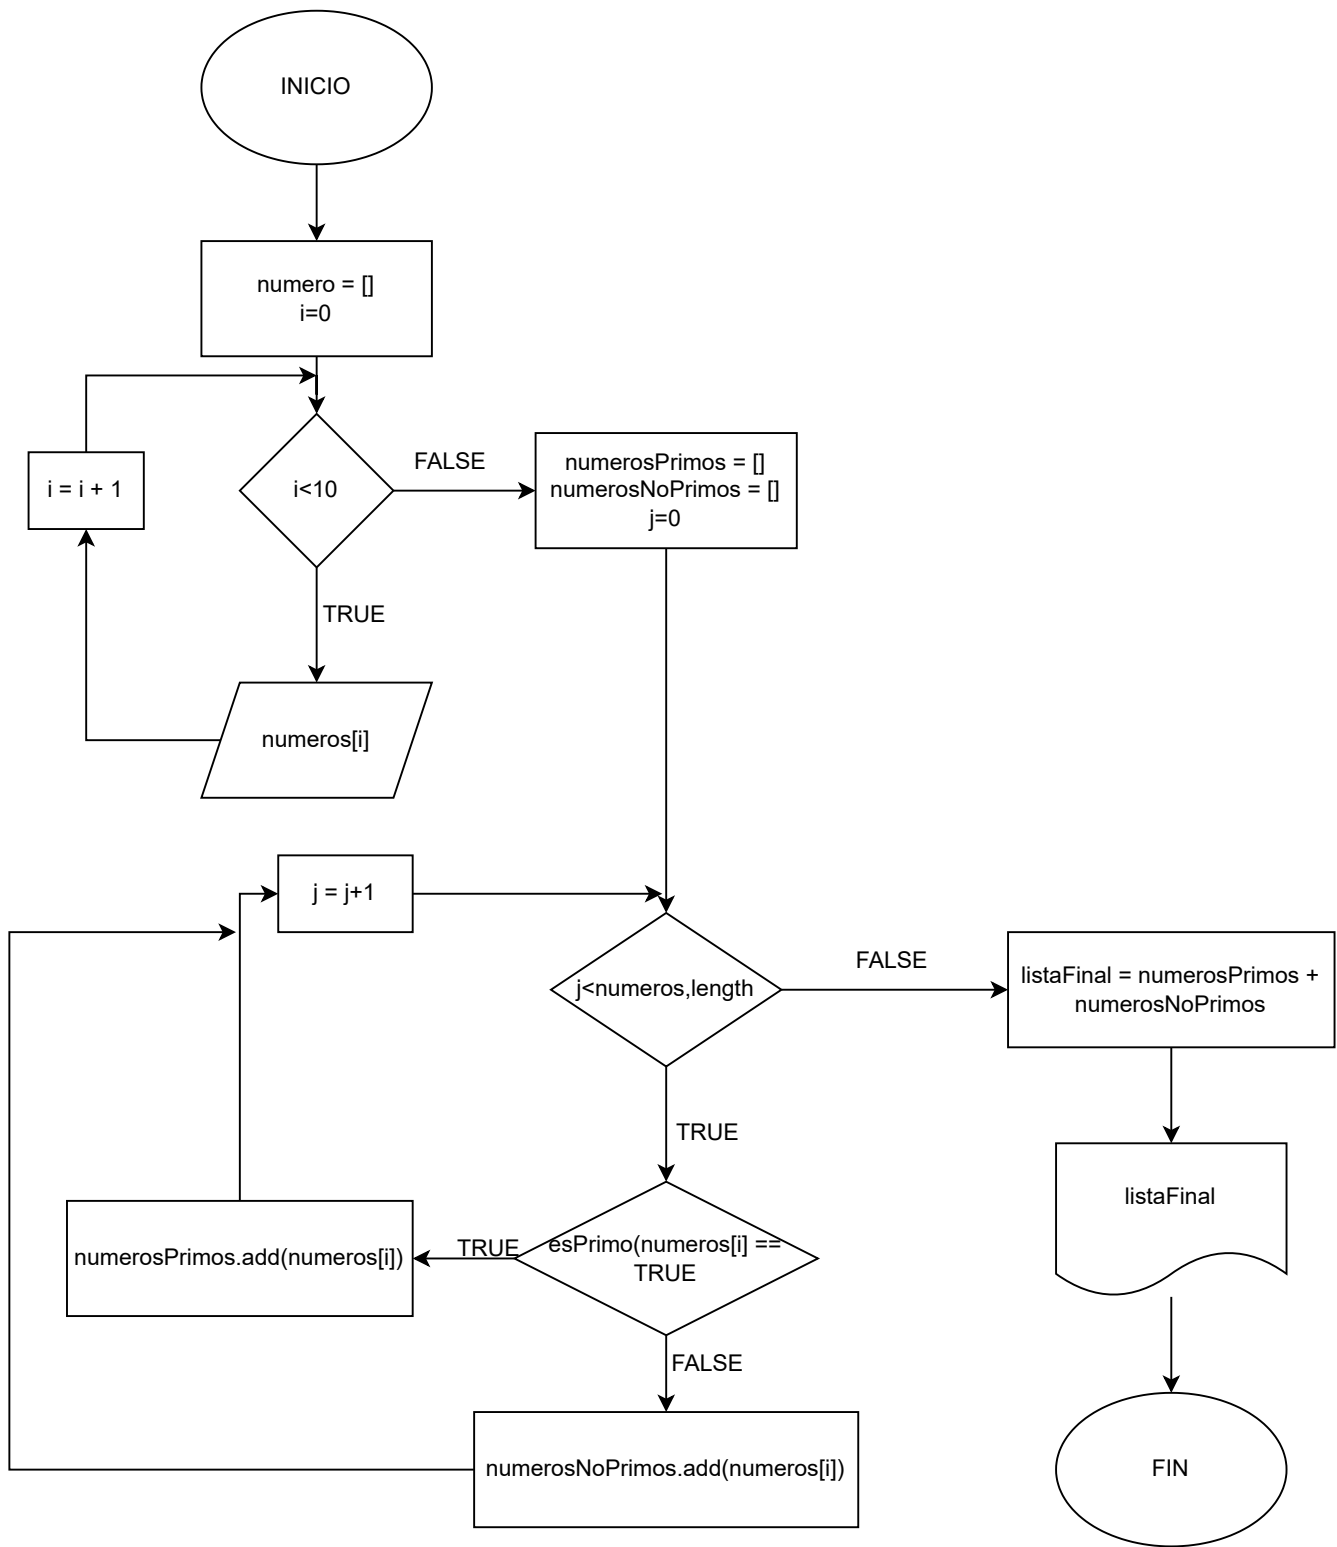 INICIO
numero = []
i=0
i = i + 1
i<10
FALSE
numerosPrimos = []
numerosNoPrimos = []
j=0
TRUE
numeros[i]
j = j+1
j<numeros,length
FALSE
listaFinal = numerosPrimos +
numerosNoPrimos
TRUE
listaFinal
numerosPrimos.add(numeros[i])
TRUE
esPrimo(numeros[i] ==
TRUE
FALSE
numerosNoPrimos.add(numeros[i])
FIN